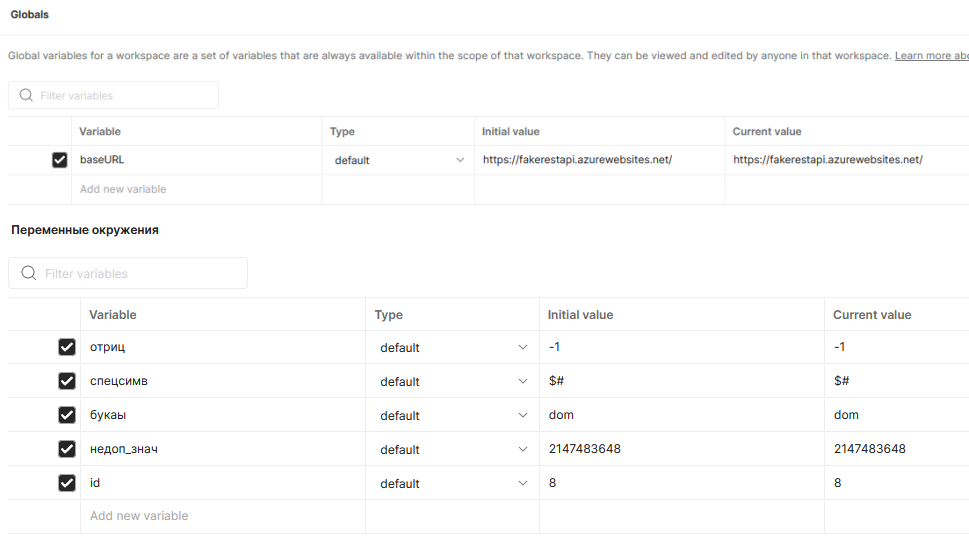 Globals
Global variables for a workspace are a set of variables that are always available within the scope of that workspace. They can be viewed and edited by anyone in that workspace. Learn more abo
Filter variables
Variable Type Initial value Current value
baseURL default https://fakerestapi.azurewebsites.net/ https://fakerestapi.azurewebsites.net/
Add new variable
Переменные окружения
Filter variables
Variable Type Initial value Current value
отриц default -1 -1
спецсимв default $# $#
букаы default dom dom
недоп_знач default 2147483648 2147483648
id default 8 8
Add new variable